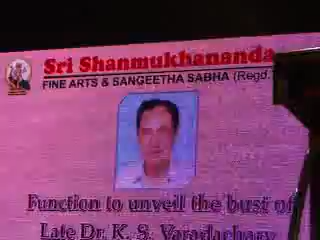 Sri Shanmukhananda
FINE ARTS & SANGEETHA SABHA (Regd.
Function to unveil the bust of
Late Dr. K. S. Varadachary